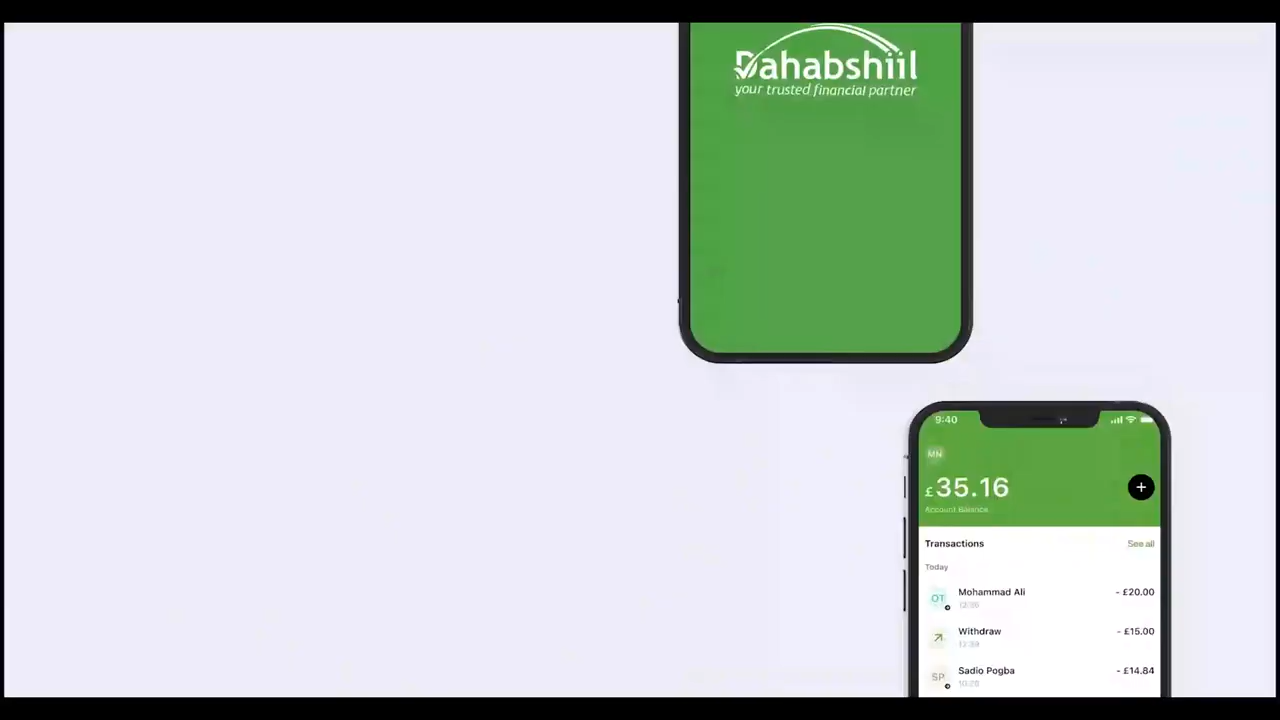 Dahabshiil
your trusted financial partner
9:40
MN
£35.16
Account Balance
Transactions
See all
Today
OT
Mohammad Ali
- £20.00
Withdraw
- £15.00
SP
Sadio Pogba
- £14.84